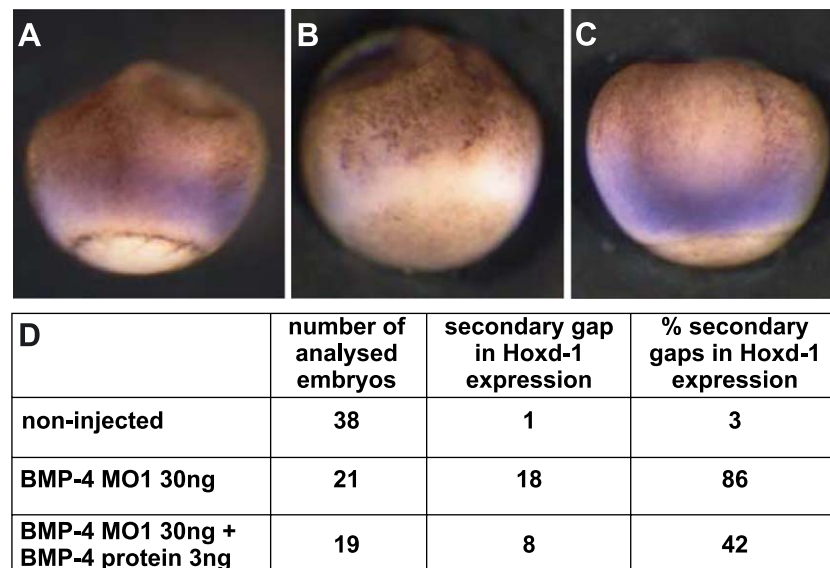 A B C
D
number of
analysed
embryos
secondary gap
in Hoxd-1
expression
% secondary
gaps in Hoxd-1
expression
non-injected 38 1 3
BMP-4 MO1 30ng 21 18 86
BMP-4 MO1 30ng +
BMP-4 protein 3ng
19 8 42